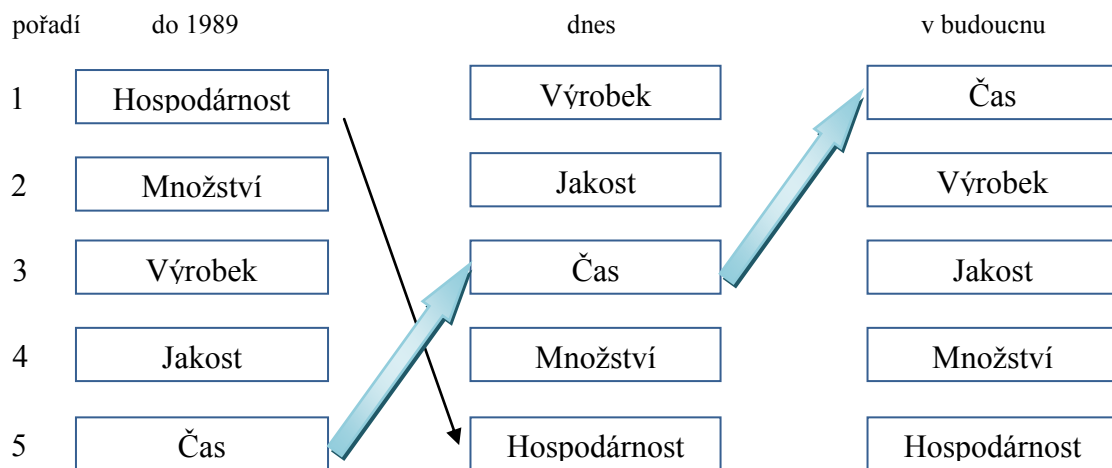 pořadí do 1989 dnes v budoucnu
1 Hospodárnost Výrobek Čas
2 Množství Jakost Výrobek
3 Výrobek Čas Jakost
4 Jakost Množství Množství
5 Čas Hospodárnost Hospodárnost